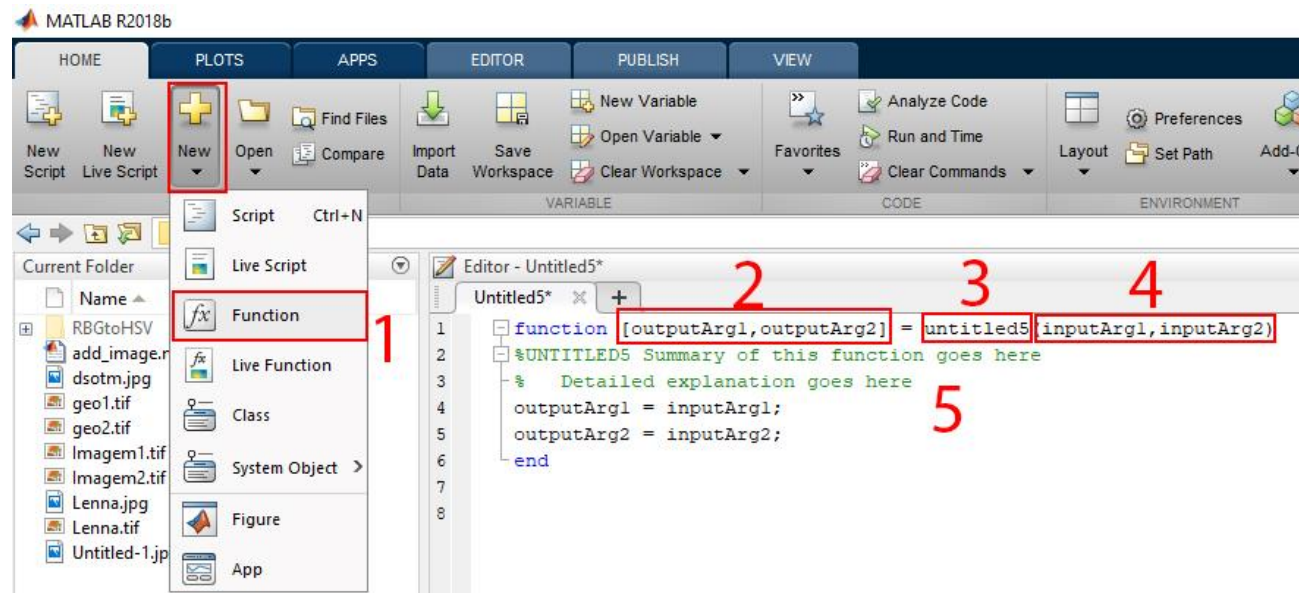 MATLAB R2018b
HOME PLOTS APPS EDITOR PUBLISH VIEW
New Script
New Live Script
New
Open
Find Files
Compare
Import Data
Save Workspace
New Variable
Open Variable
Clear Workspace
Favorites
Analyze Code
Run and Time
Clear Commands
Layout
Preferences
Set Path
VARIABLE CODE ENVIRONMENT
Script Ctrl+N
Live Script
fx Function
1
fx Live Function
Class
System Object >
Figure
App
Current Folder
Name
RBGtoHSV
dsotm.jpg
geo1.tif
geo2.tif
Imagem1.tif
Imagem2.tif
Lenna.jpg
Lenna.tif
Editor - Untitled5*
Untitled5* +
2 3 4
1 function [outputArg1,outputArg2] = untitled5(inputArg1,inputArg2)
2 %UNTITLED5 Summary of this function goes here
3 % Detailed explanation goes here
4 outputArg1 = inputArg1;
5 outputArg2 = inputArg2;
6 end
7
8
5